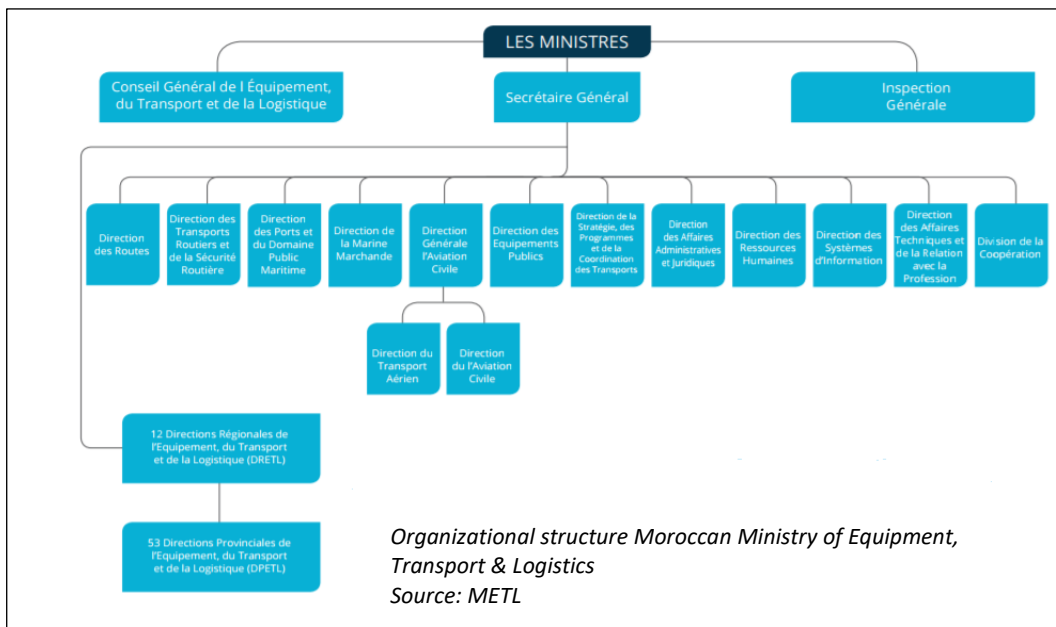 LES MINISTRES
Conseil Général de l Équipement,
du Transport et de la Logistique
Secrétaire Général
Inspection
Générale
Direction
des Routes
Direction des
Transports
Routiers et
de la Sécurité
Routière
Direction
des Ports et
du Domaine
Public
Maritime
Direction de
la Marine
Marchande
Direction
Générale
l'Aviation
Civile
Direction des
Equipements
Publics
Direction de la
Stratégie, des
Programmes
et de la
Coordination
des Transports
Direction
des Affaires
Administratives
et Juridiques
Direction des
Ressources
Humaines
Direction des
Systèmes
d'Information
Direction
des Affaires
Techniques et
de la Relation
avec la
Profession
Division de la
Coopération
Direction du
Transport
Aérien
Direction
du l'Aviation
Civile
12 Directions Régionales de
l'Equipement, du Transport
et de la Logistique (DRETL)
53 Directions Provinciales de
l'Equipement, du Transport
et de la Logistique (DPETL)
Organizational structure Moroccan Ministry of Equipment,
Transport & Logistics
Source: METL